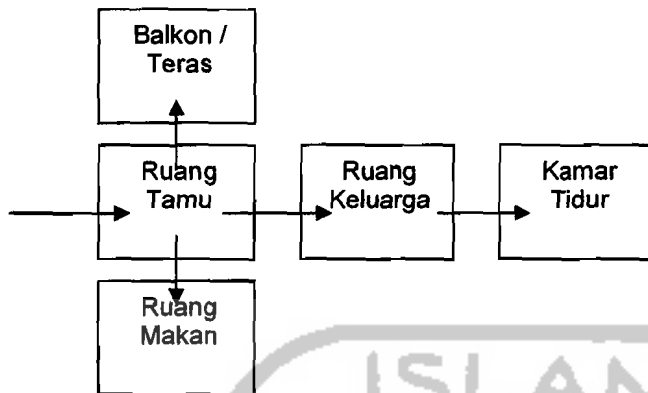 Balkon /
Teras
Ruang
Tamu
Ruang
Keluarga
Kamar
Tidur
Ruang
Makan